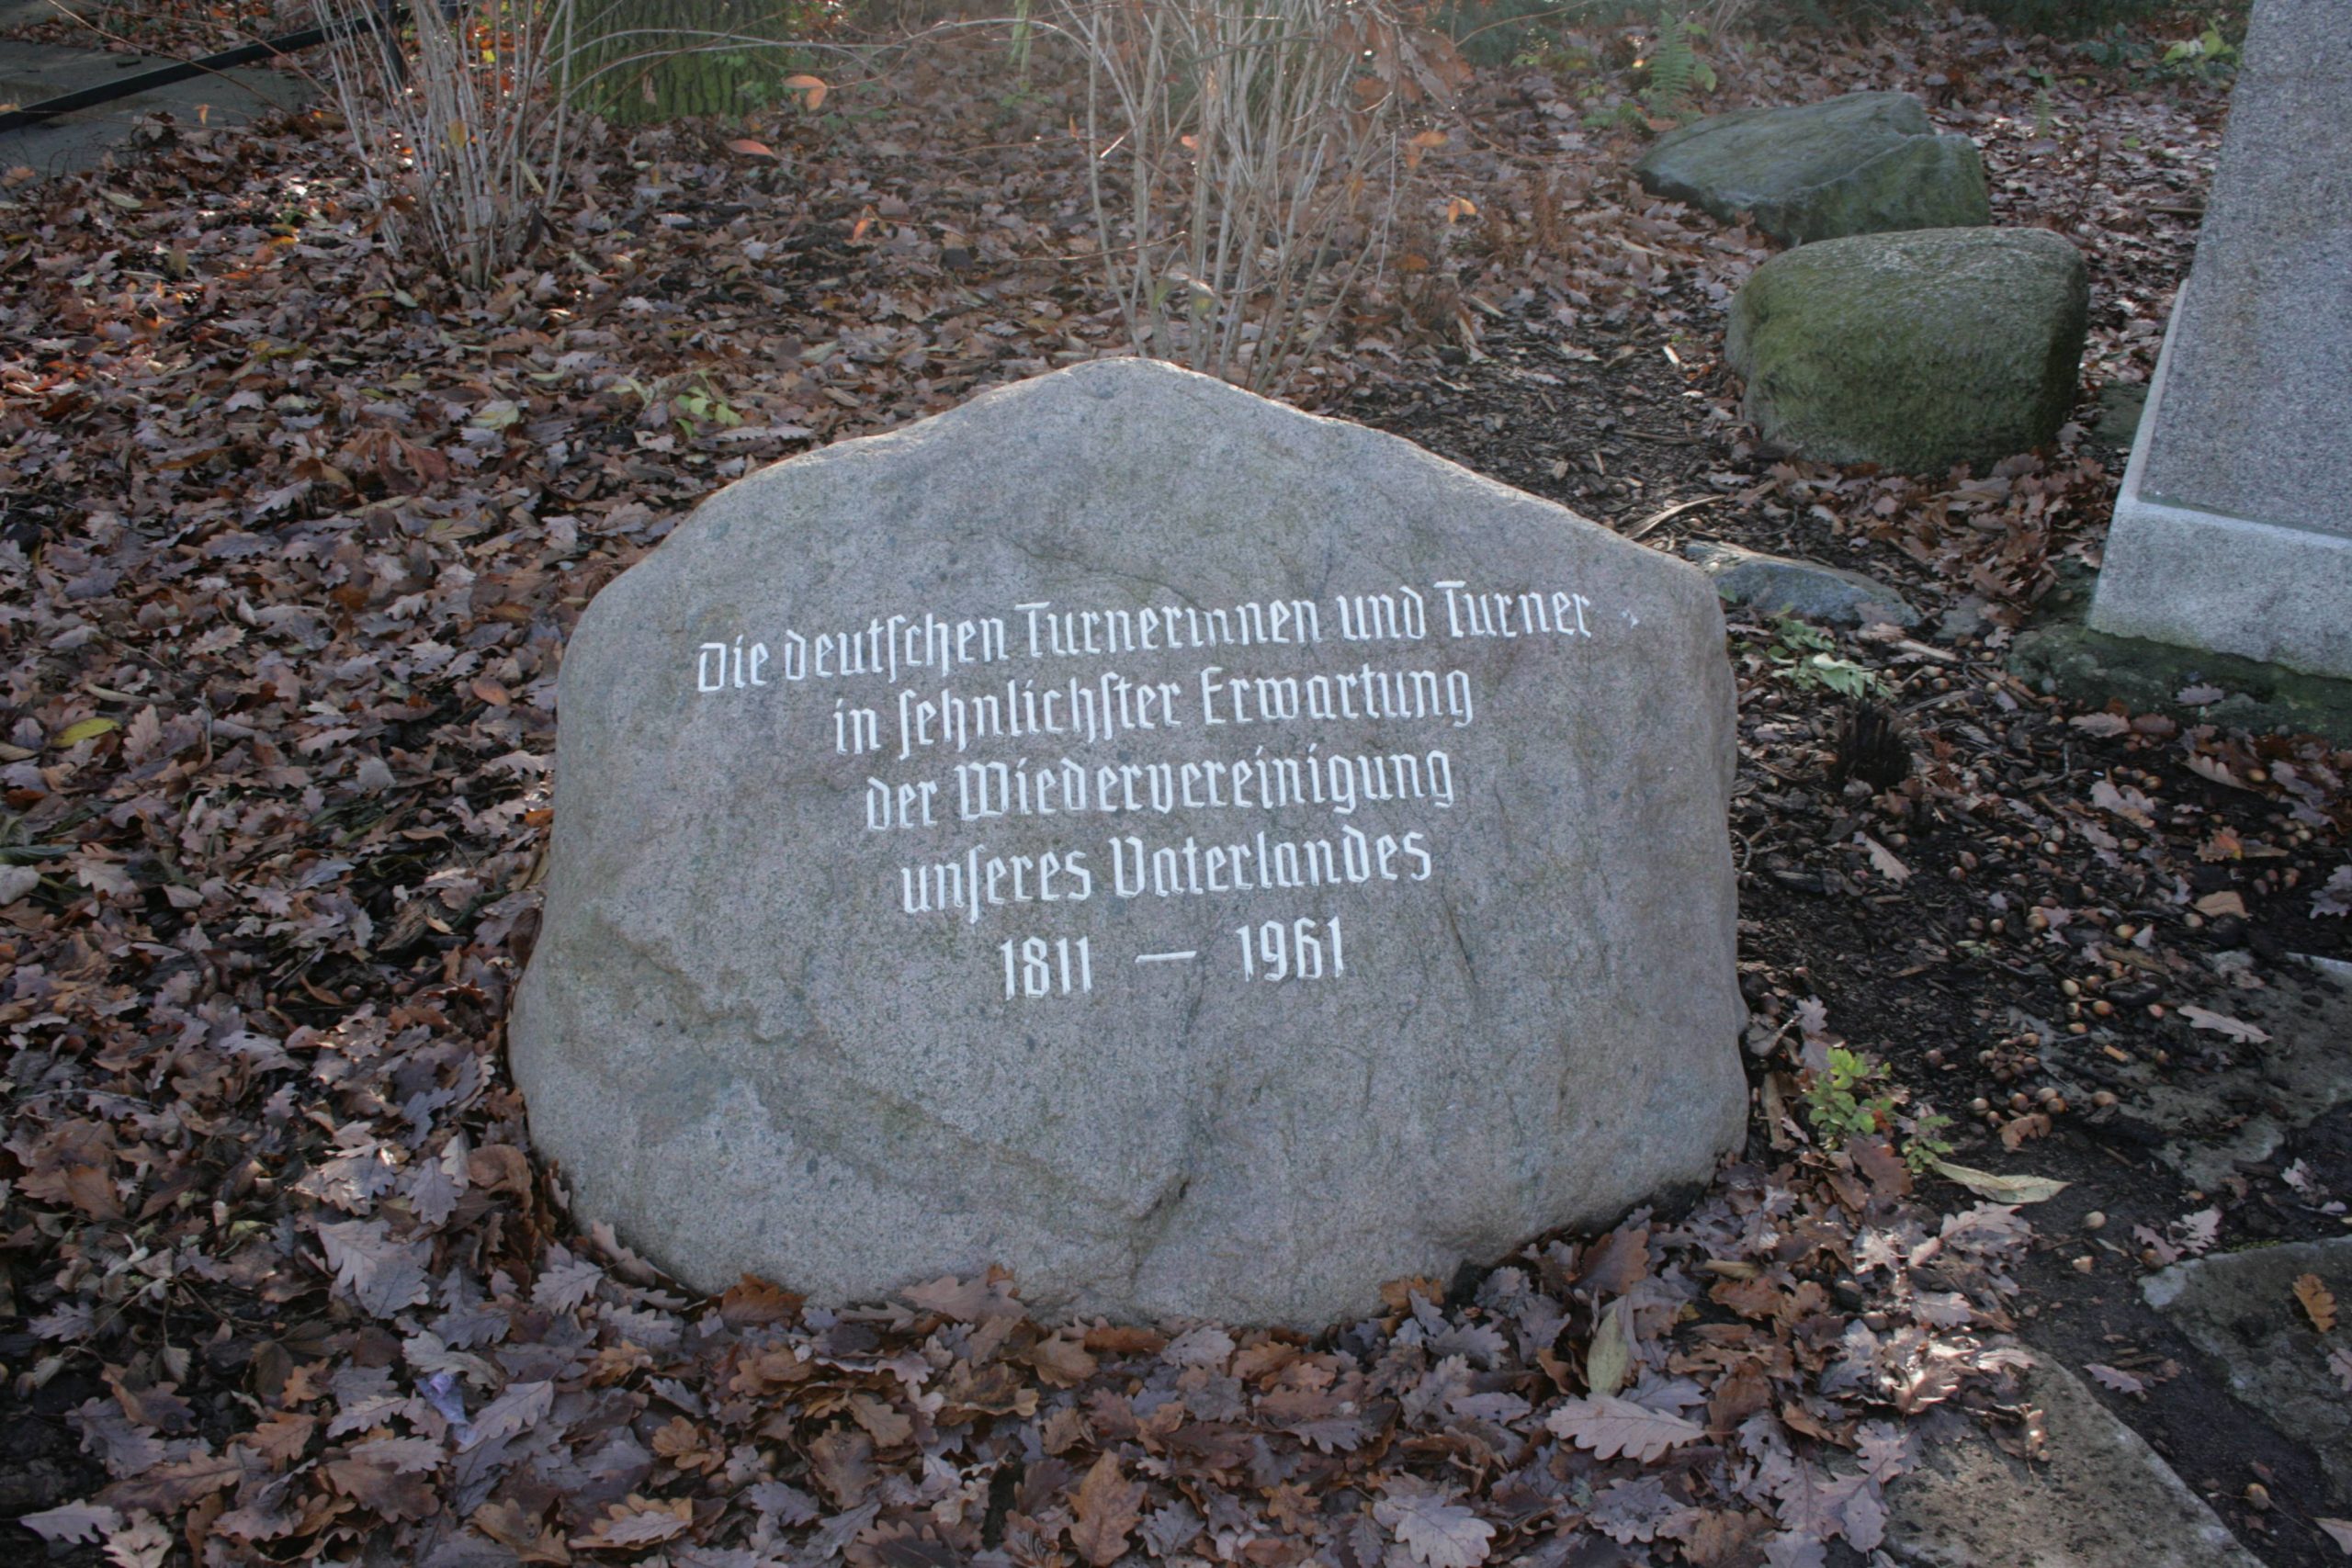 Die deutſchen Turnerinnen und Turner
in ſehnlichſter Erwartung
der Wiedervereinigung
unſeres Vaterlandes
1811 — 1961